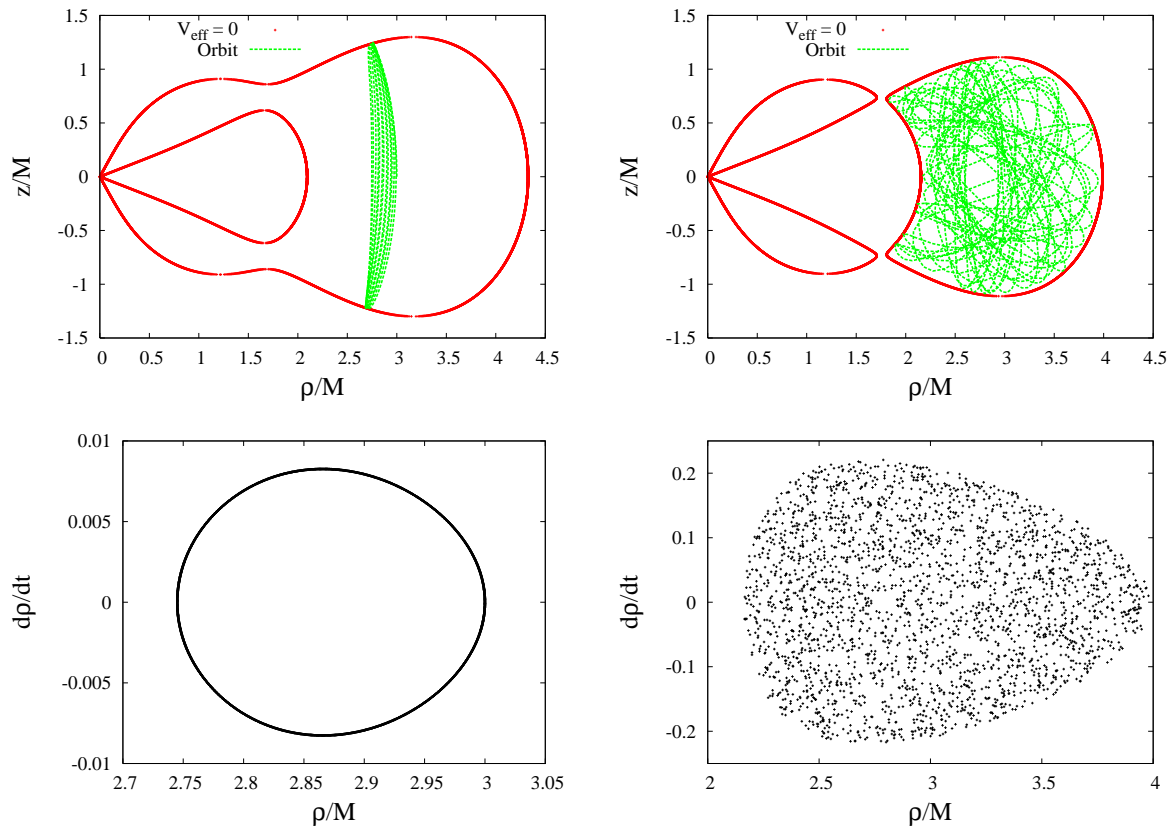 V_eff = 0
Orbit
1.5
1
0.5
0
-0.5
-1
-1.5
z/M
0 0.5 1 1.5 2 2.5 3 3.5 4 4.5
ρ/M
V_eff = 0
Orbit
1.5
1
0.5
0
-0.5
-1
-1.5
z/M
0 0.5 1 1.5 2 2.5 3 3.5 4 4.5
ρ/M
0.01
0.005
0
-0.005
-0.01
dρ/dt
2.7 2.75 2.8 2.85 2.9 2.95 3 3.05
ρ/M
0.2
0.1
0
-0.1
-0.2
dρ/dt
2 2.5 3 3.5 4
ρ/M